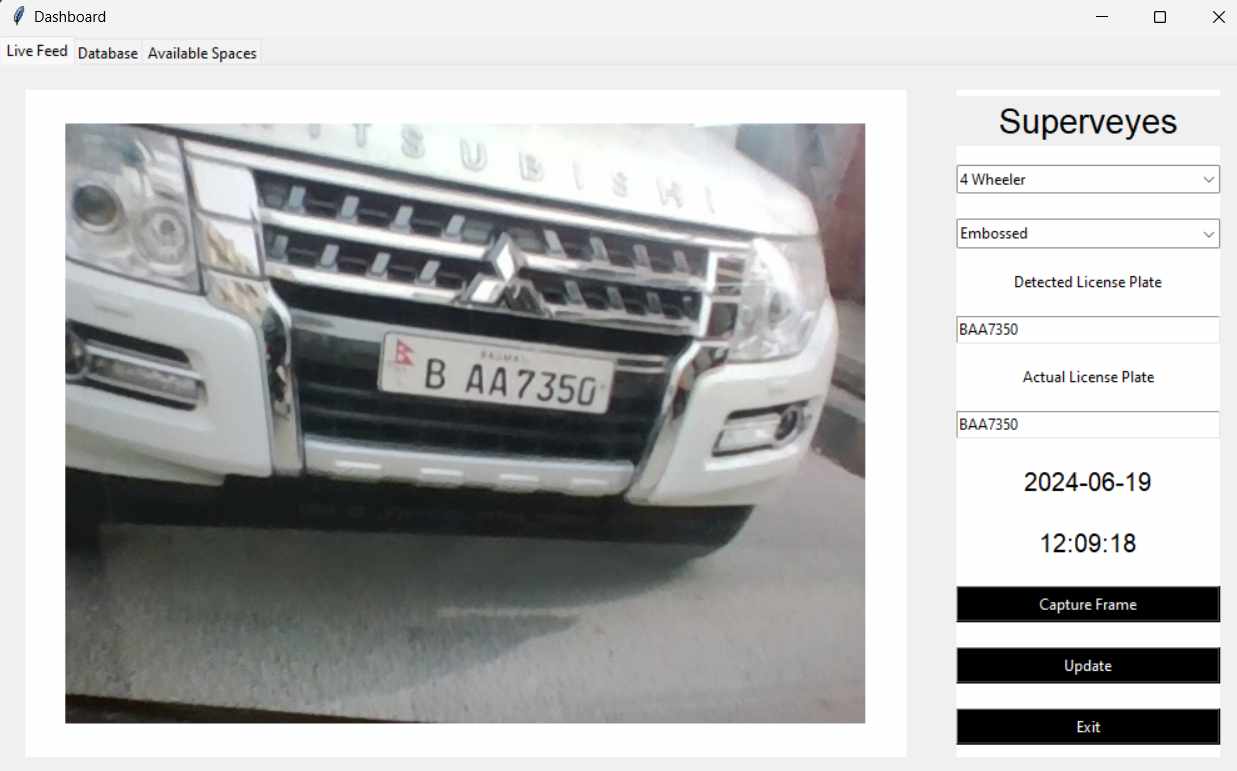 Dashboard
Live Feed Database Available Spaces
Superveyes
4 Wheeler
Embossed
Detected License Plate
BAA7350
Actual License Plate
BAA7350
2024-06-19
12:09:18
Capture Frame
Update
Exit
ITSUBISHI
BAGMATI
B AA7350